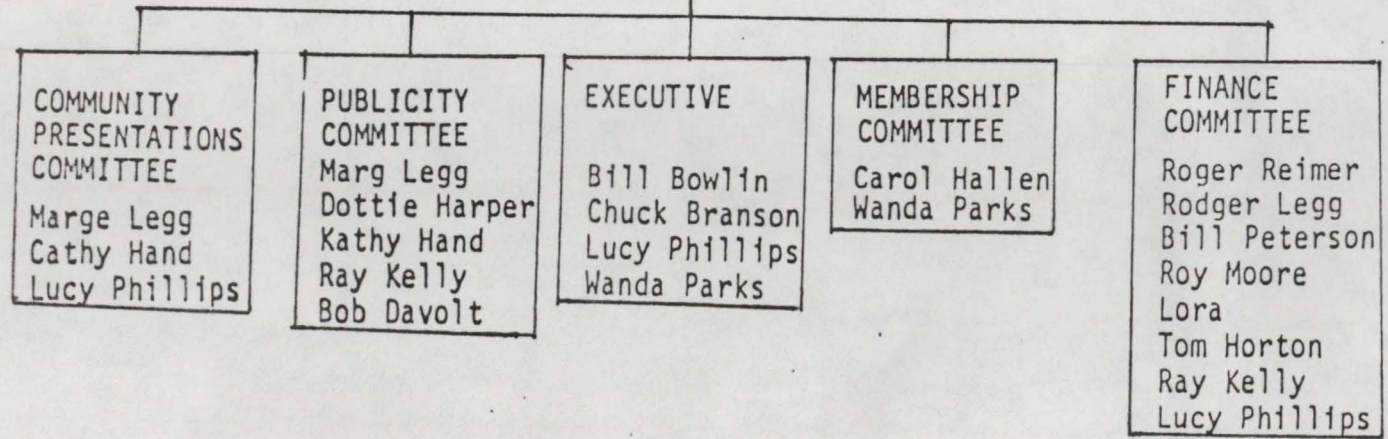 COMMUNITY
PRESENTATIONS
COMMITTEE
Marge Legg
Cathy Hand
Lucy Phillips
PUBLICITY
COMMITTEE
Marg Legg
Dottie Harper
Kathy Hand
Ray Kelly
Bob Davolt
EXECUTIVE
Bill Bowlin
Chuck Branson
Lucy Phillips
Wanda Parks
MEMBERSHIP
COMMITTEE
Carol Hallen
Wanda Parks
FINANCE
COMMITTEE
Roger Reimer
Rodger Legg
Bill Peterson
Roy Moore
Lora
Tom Horton
Ray Kelly
Lucy Phillips